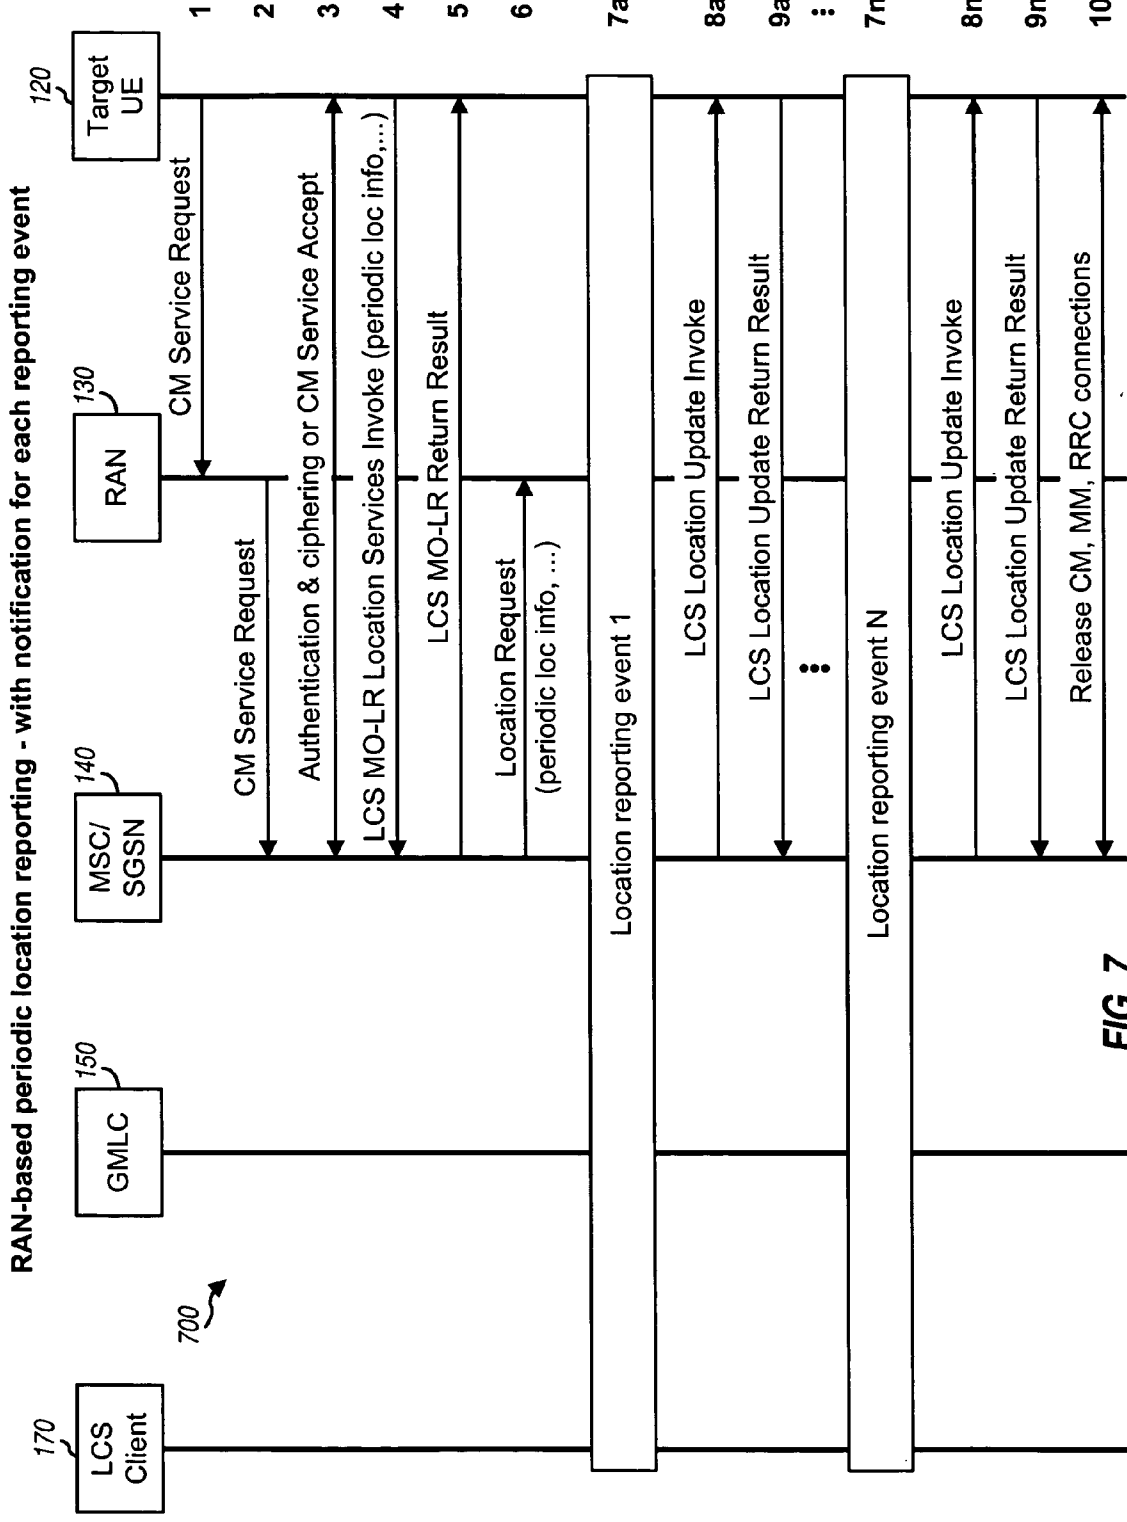 RAN-based periodic location reporting - with notification for each reporting event
170
LCS
Client
150
GMLC
140
MSC/
SGSN
130
RAN
120
Target
UE
700
CM Service Request
1
CM Service Request
2
Authentication & ciphering or CM Service Accept
3
LCS MO-LR Location Services Invoke (periodic loc info,...)
4
LCS MO-LR Return Result
5
Location Request
(periodic loc info, ...)
6
Location reporting event 1
7a
LCS Location Update Invoke
8a
LCS Location Update Return Result
9a
Location reporting event N
7n
LCS Location Update Invoke
8n
LCS Location Update Return Result
9n
Release CM, MM, RRC connections
10
FIG. 7